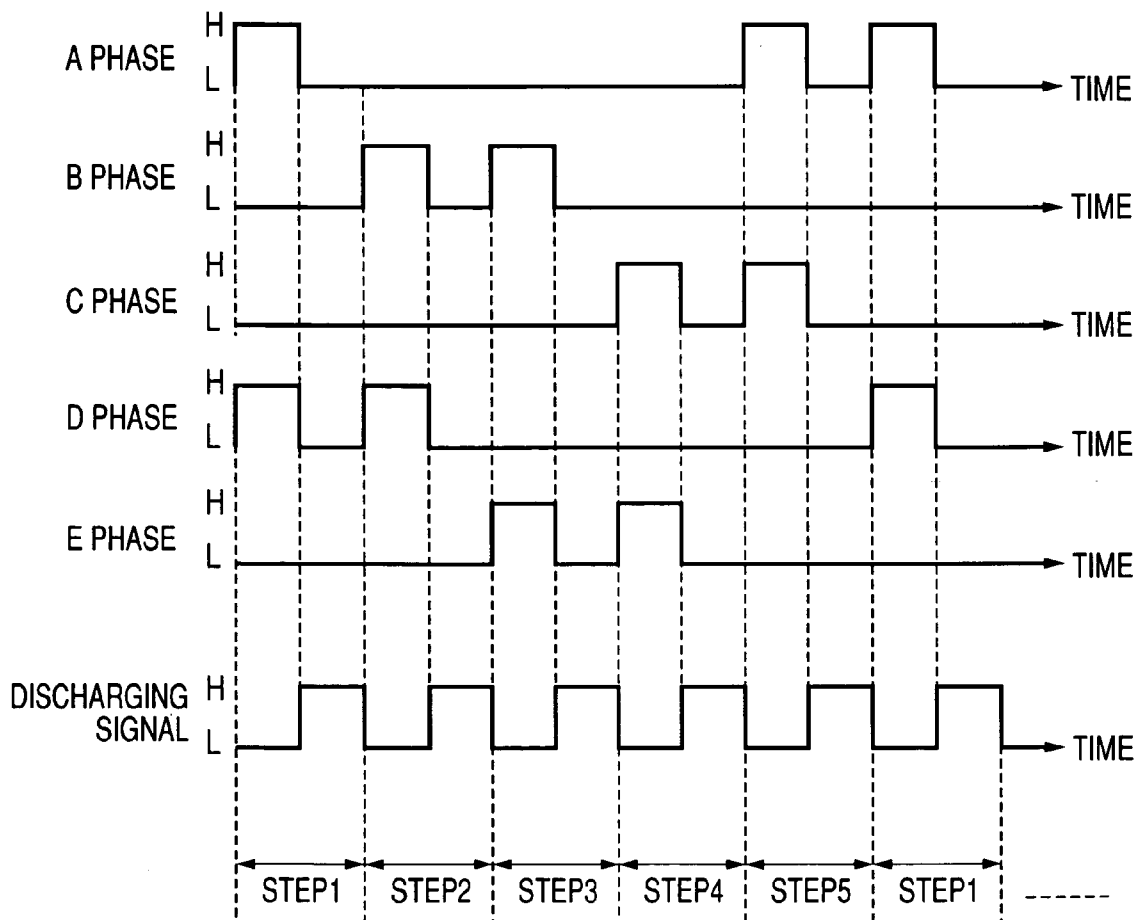 H
A PHASE
L
TIME
H
B PHASE
L
TIME
H
C PHASE
L
TIME
H
D PHASE
L
TIME
H
E PHASE
L
TIME
DISCHARGING
SIGNAL
H
L
TIME
STEP1 STEP2 STEP3 STEP4 STEP5 STEP1